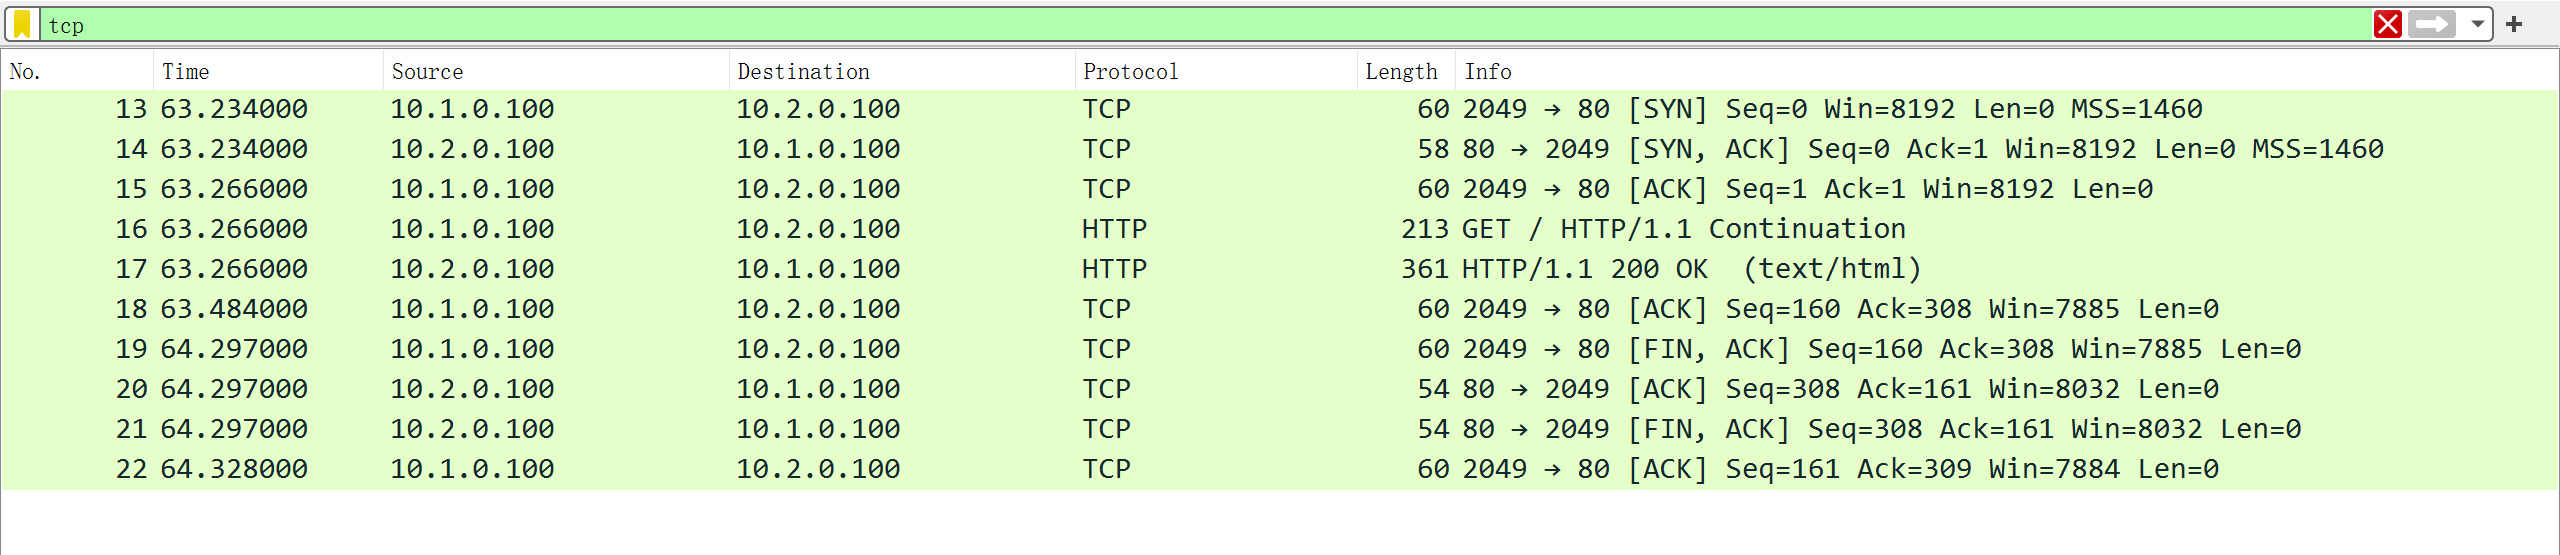 tcp
No. Time Source Destination Protocol Length Info
13 63.234000 10.1.0.100 10.2.0.100 TCP 60 2049 → 80 [SYN] Seq=0 Win=8192 Len=0 MSS=1460
14 63.234000 10.2.0.100 10.1.0.100 TCP 58 80 → 2049 [SYN, ACK] Seq=0 Ack=1 Win=8192 Len=0 MSS=1460
15 63.266000 10.1.0.100 10.2.0.100 TCP 60 2049 → 80 [ACK] Seq=1 Ack=1 Win=8192 Len=0
16 63.266000 10.1.0.100 10.2.0.100 HTTP 213 GET / HTTP/1.1 Continuation
17 63.266000 10.2.0.100 10.1.0.100 HTTP 361 HTTP/1.1 200 OK  (text/html)
18 63.484000 10.1.0.100 10.2.0.100 TCP 60 2049 → 80 [ACK] Seq=160 Ack=308 Win=7885 Len=0
19 64.297000 10.1.0.100 10.2.0.100 TCP 60 2049 → 80 [FIN, ACK] Seq=160 Ack=308 Win=7885 Len=0
20 64.297000 10.2.0.100 10.1.0.100 TCP 54 80 → 2049 [ACK] Seq=308 Ack=161 Win=8032 Len=0
21 64.297000 10.2.0.100 10.1.0.100 TCP 54 80 → 2049 [FIN, ACK] Seq=308 Ack=161 Win=8032 Len=0
22 64.328000 10.1.0.100 10.2.0.100 TCP 60 2049 → 80 [ACK] Seq=161 Ack=309 Win=7884 Len=0